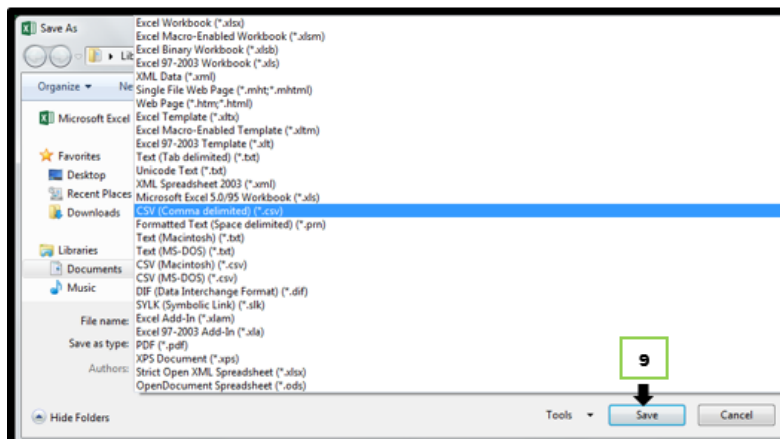 Save As
Lib
Organize
Ne
Microsoft Excel
Favorites
Desktop
Recent Places
Downloads
Libraries
Documents
Music
File name:
Save as type:
Authors:
Excel Workbook (*.xlsx)
Excel Macro-Enabled Workbook (*.xlsm)
Excel Binary Workbook (*.xlsb)
Excel 97-2003 Workbook (*.xls)
XML Data (*.xml)
Single File Web Page (*.mht;*.mhtml)
Web Page (*.htm;*.html)
Excel Template (*.xltx)
Excel Macro-Enabled Template (*.xltm)
Excel 97-2003 Template (*.xlt)
Text (Tab delimited) (*.txt)
Unicode Text (*.txt)
XML Spreadsheet 2003 (*.xml)
Microsoft Excel 5.0/95 Workbook (*.xls)
CSV (Comma delimited) (*.csv)
Formatted Text (Space delimited) (*.prn)
Text (Macintosh) (*.txt)
Text (MS-DOS) (*.txt)
CSV (Macintosh) (*.csv)
CSV (MS-DOS) (*.csv)
DIF (Data Interchange Format) (*.dif)
SYLK (Symbolic Link) (*.slk)
Excel Add-In (*.xlam)
Excel 97-2003 Add-In (*.xla)
PDF (*.pdf)
XPS Document (*.xps)
Strict Open XML Spreadsheet (*.xlsx)
OpenDocument Spreadsheet (*.ods)
9
Hide Folders
Tools
Save
Cancel